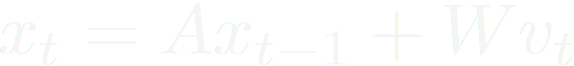 x_t = Ax_{t-1} + Wv_t